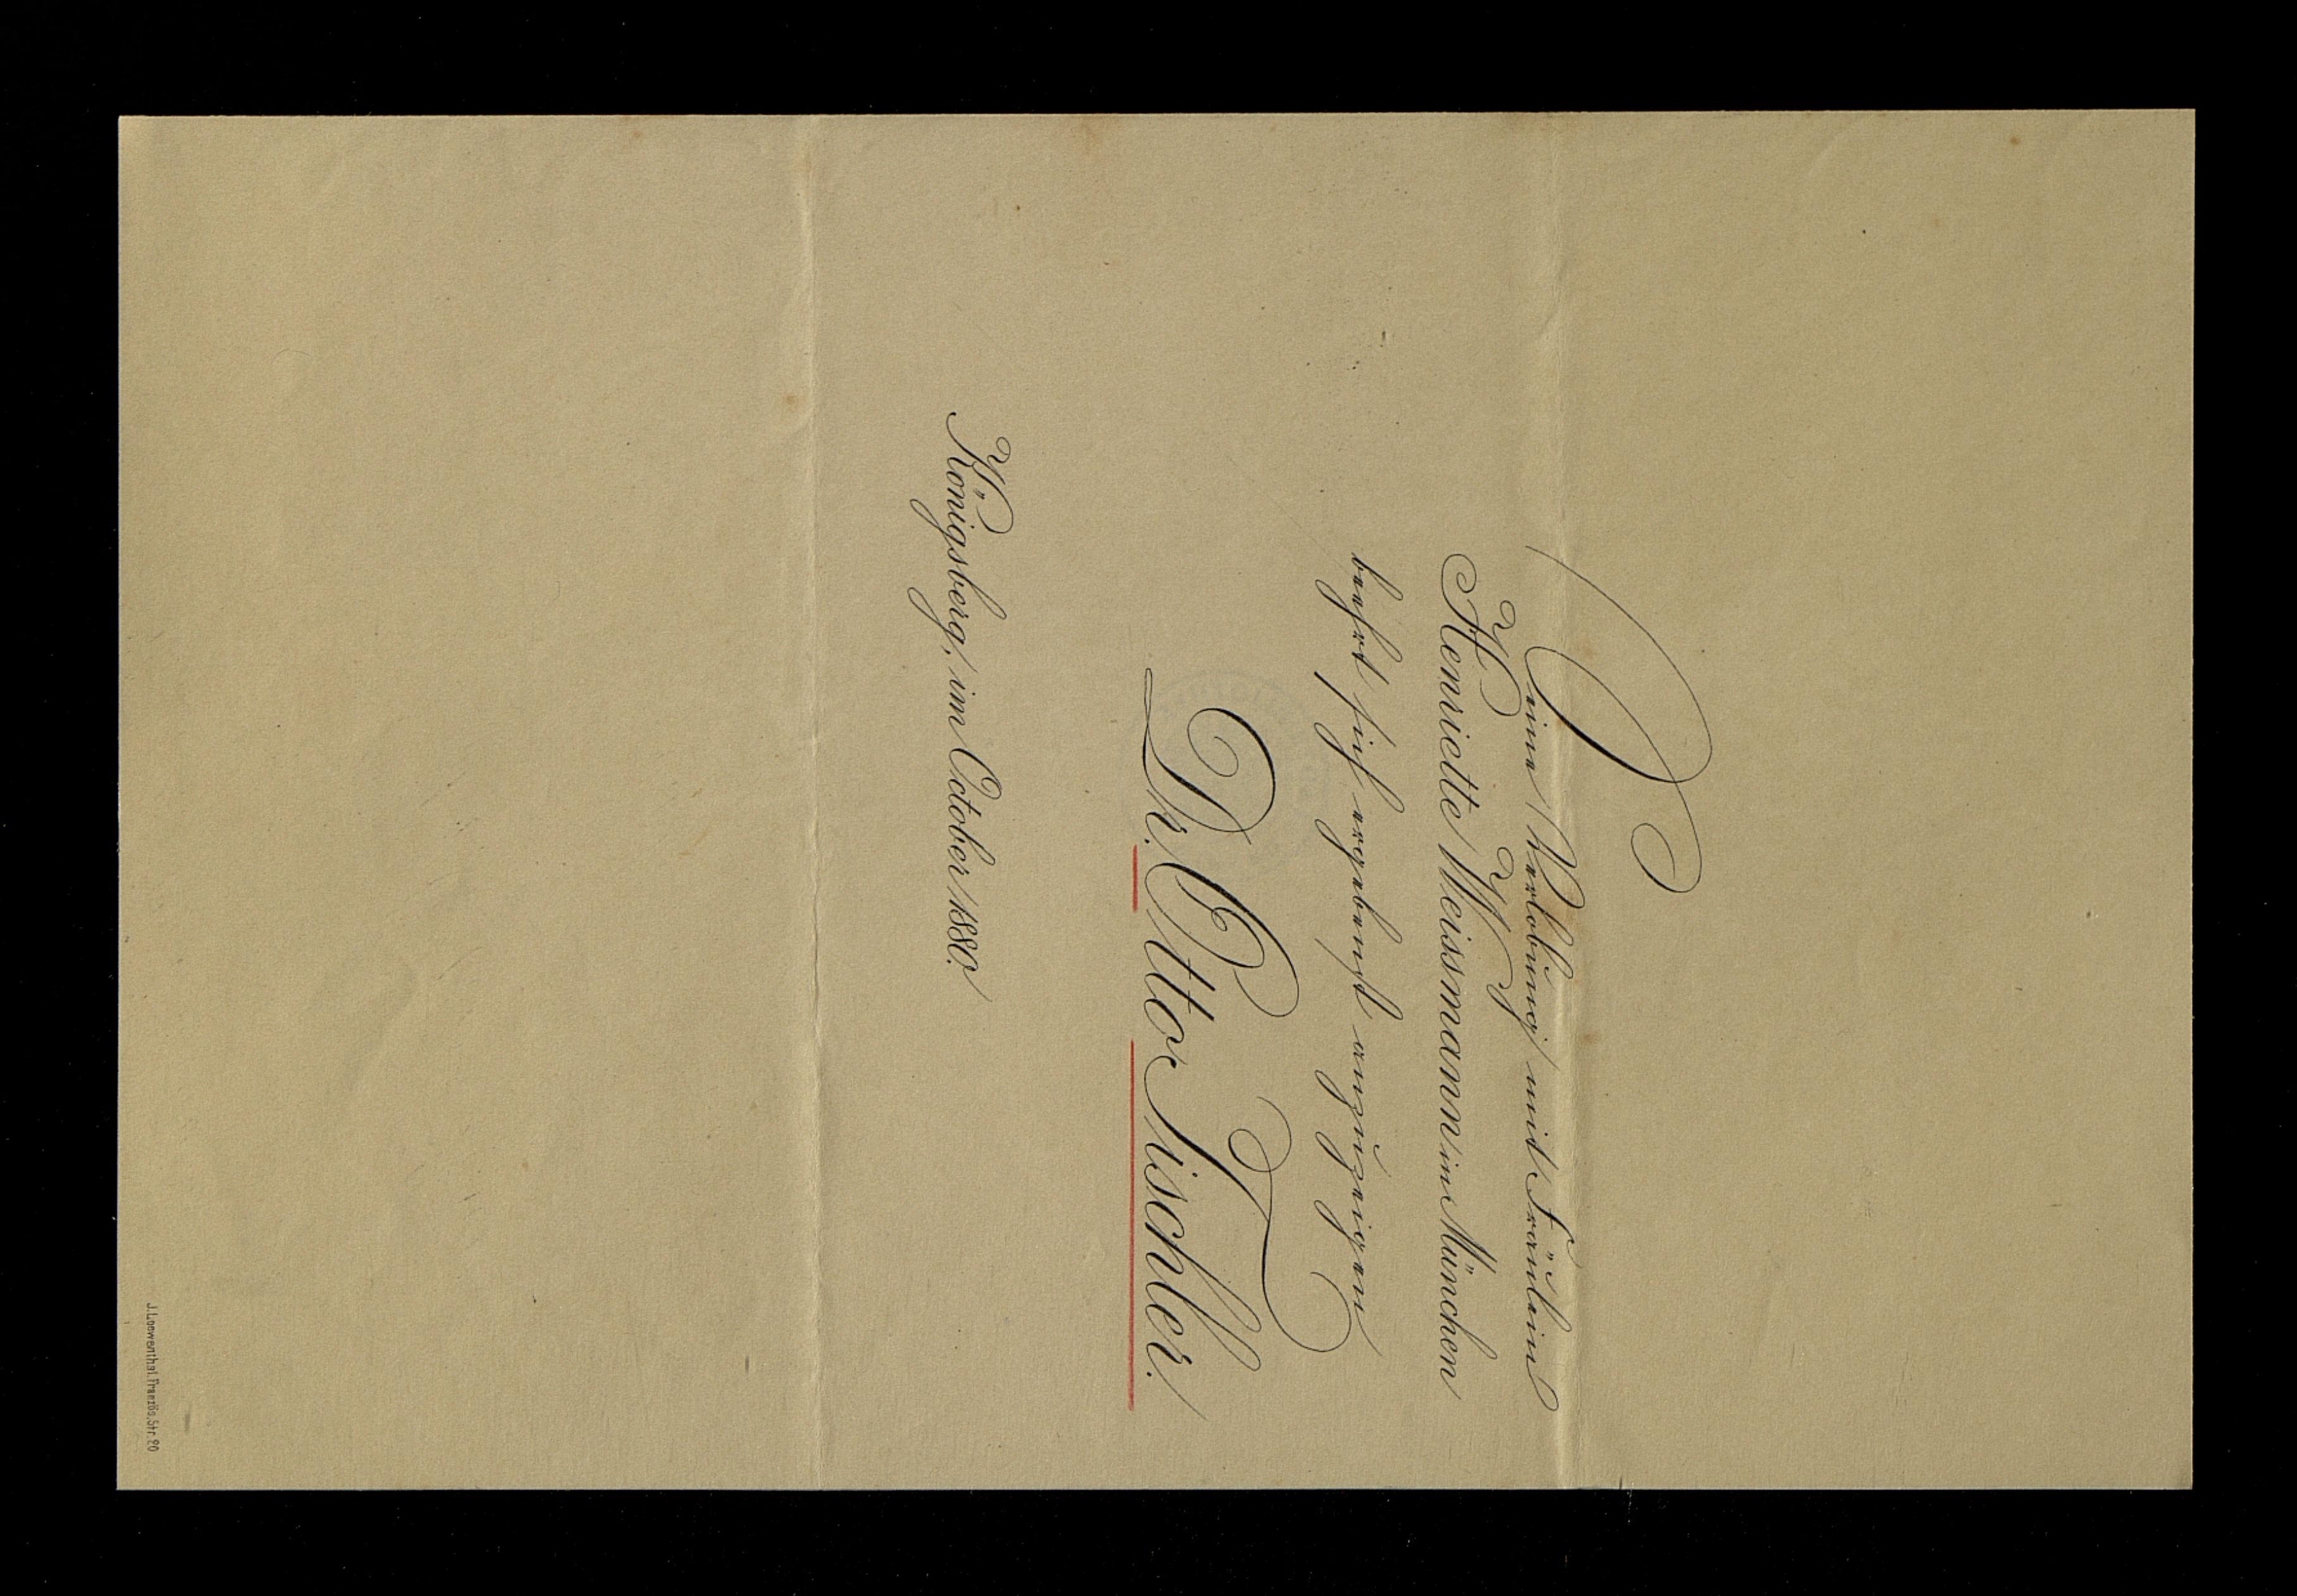 Seine Verlobung mit Fräulein
Henriette Weissmann in München
beehrt sich ergebenst anzuzeigen
Dr. Otto Tischler.
Königsberg, im October 1880.
J. Loewenthal. Französ. Str. 20